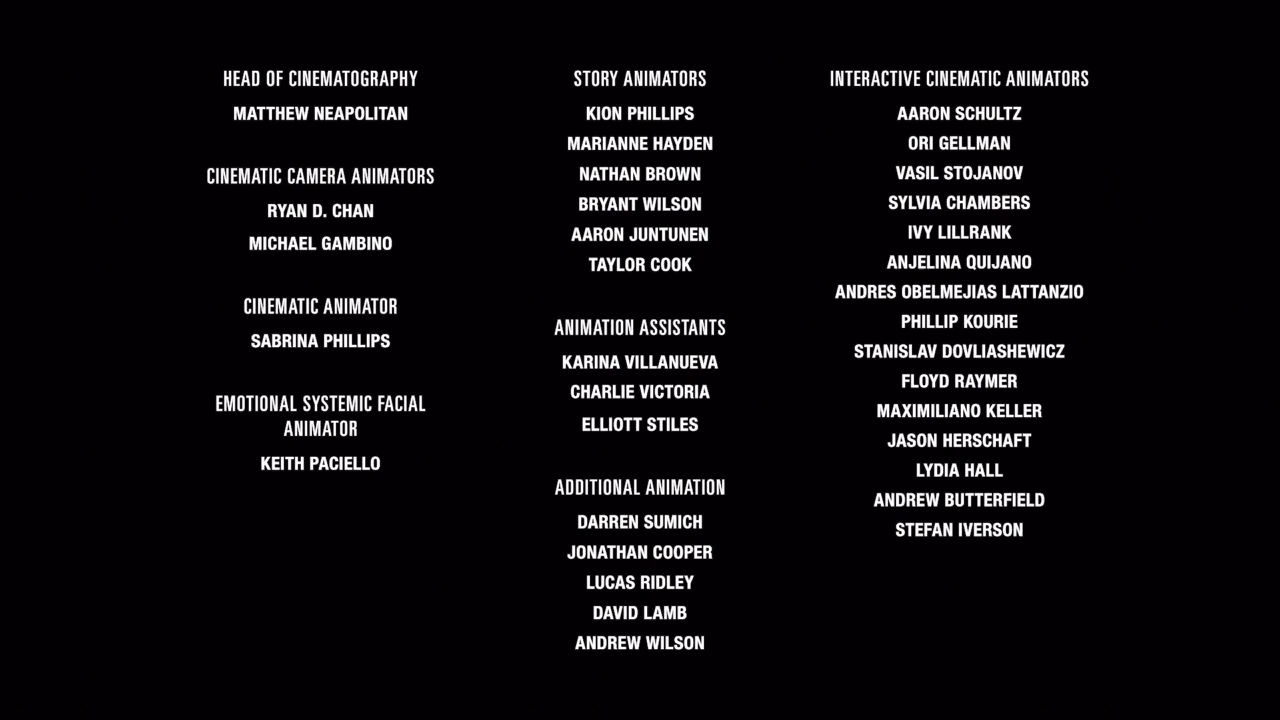 HEAD OF CINEMATOGRAPHY
MATTHEW NEAPOLITAN
CINEMATIC CAMERA ANIMATORS
RYAN D. CHAN
MICHAEL GAMBINO
CINEMATIC ANIMATOR
SABRINA PHILLIPS
EMOTIONAL SYSTEMIC FACIAL
ANIMATOR
KEITH PACIELLO
STORY ANIMATORS
KION PHILLIPS
MARIANNE HAYDEN
NATHAN BROWN
BRYANT WILSON
AARON JUNTUNEN
TAYLOR COOK
ANIMATION ASSISTANTS
KARINA VILLANUEVA
CHARLIE VICTORIA
ELLIOTT STILES
ADDITIONAL ANIMATION
DARREN SUMICH
JONATHAN COOPER
LUCAS RIDLEY
DAVID LAMB
ANDREW WILSON
INTERACTIVE CINEMATIC ANIMATORS
AARON SCHULTZ
ORI GELLMAN
VASIL STOJANOV
SYLVIA CHAMBERS
IVY LILLRANK
ANJELINA QUIJANO
ANDRES OBELMEJIAS LATTANZIO
PHILLIP KOURIE
STANISLAV DOVLIASHEWICZ
FLOYD RAYMER
MAXIMILIANO KELLER
JASON HERSCHAFT
LYDIA HALL
ANDREW BUTTERFIELD
STEFAN IVERSON